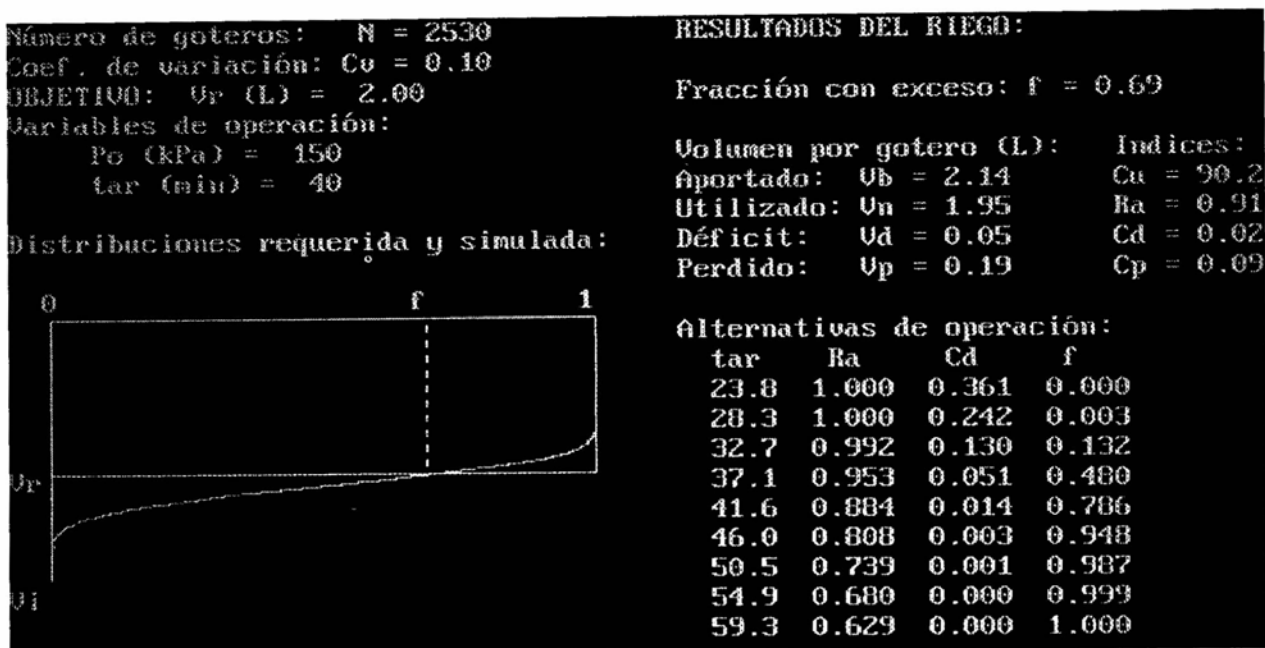 Número de goteros: N = 2530
Coef. de variación: Cv = 0.10
OBJETIVO: Vr (L) = 2.00
Variables de operación:
Po (kPa) = 150
tar (min) = 40
Distribuciones requerida y simulada:
0 f 1
Vr
Vi
RESULTADOS DEL RIEGO:
Fracción con exceso: f = 0.69
Volumen por gotero (L): Indices:
Aportado: Vb = 2.14 Cu = 90.2
Utilizado: Vn = 1.95 Ra = 0.91
Déficit: Vd = 0.05 Cd = 0.02
Perdido: Vp = 0.19 Cp = 0.09
Alternativas de operación:
tar Ra Cd f
23.8 1.000 0.361 0.000
28.3 1.000 0.242 0.003
32.7 0.992 0.130 0.132
37.1 0.953 0.051 0.480
41.6 0.884 0.014 0.786
46.0 0.808 0.003 0.948
50.5 0.739 0.001 0.987
54.9 0.680 0.000 0.999
59.3 0.629 0.000 1.000